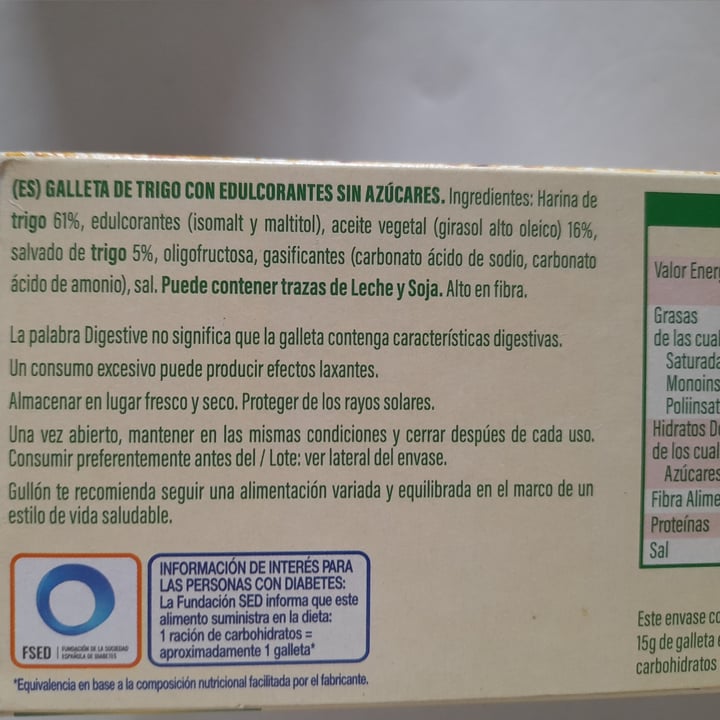 (ES) GALLETA DE TRIGO CON EDULCORANTES SIN AZÚCARES. Ingredientes: Harina de
trigo 61%, edulcorantes (isomalt y maltitol), aceite vegetal (girasol alto oleico) 16%,
salvado de trigo 5%, oligofructosa, gasificantes (carbonato ácido de sodio, carbonato
ácido de amonio), sal. Puede contener trazas de Leche y Soja. Alto en fibra.
La palabra Digestive no significa que la galleta contenga características digestivas.
Un consumo excesivo puede producir efectos laxantes.
Almacenar en lugar fresco y seco. Proteger de los rayos solares.
Una vez abierto, mantener en las mismas condiciones y cerrar despúes de cada uso.
Consumir preferentemente antes del / Lote: ver lateral del envase.
Gullón te recomienda seguir una alimentación variada y equilibrada en el marco de un
estilo de vida saludable.
FSED
FUNDACIÓN DE LA SOCIEDAD
ESPAÑOLA DE DIABETES
INFORMACIÓN DE INTERÉS PARA
LAS PERSONAS CON DIABETES:
La Fundación SED informa que este
alimento suministra en la dieta:
1 ración de carbohidratos =
aproximadamente 1 galleta*
*Equivalencia en base a la composición nutricional facilitada por el fabricante.
Valor Ener
Grasas
de las cual
Saturada
Monoins
Poliinsat
Hidratos D
de los cual
Azúcares
Fibra Alime
Proteínas
Sal
Este envase co
15g de galleta
carbohidratos